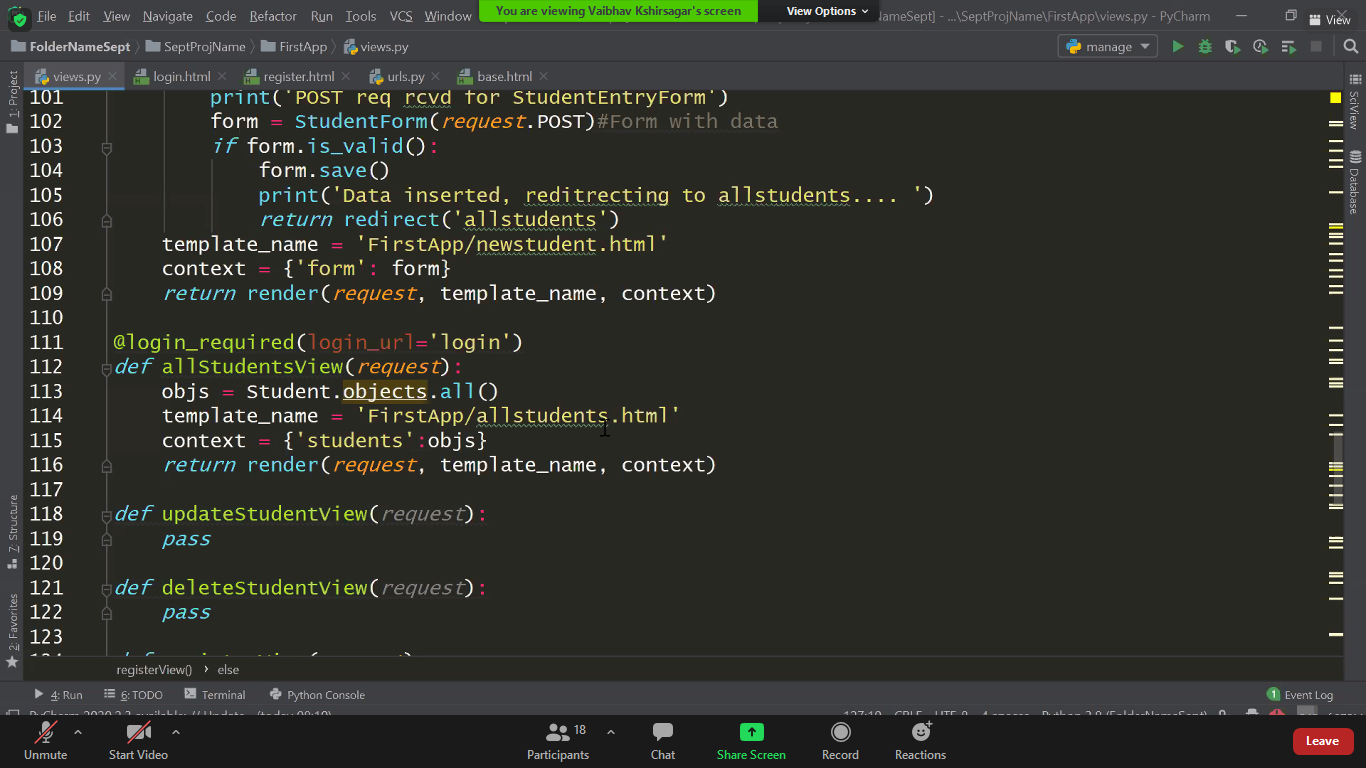 File Edit View Navigate Code Refactor Run Tools VCS Window
You are viewing Vaibhav Kshirsagar's screen
View Options
NameSept] - ...\SeptProjName\FirstApp\views.py - PyCharm
View
FolderNameSept SeptProjName FirstApp views.py
manage
views.py login.html register.html urls.py base.html
1: Project
7: Structure
2: Favorites
SciView
Database
101 print('POST req rcvd for StudentEntryForm')
102 form = StudentForm(request.POST)#Form with data
103 if form.is_valid():
104 form.save()
105 print('Data inserted, reditrecting to allstudents.... ')
106 return redirect('allstudents')
107 template_name = 'FirstApp/newstudent.html'
108 context = {'form': form}
109 return render(request, template_name, context)
110
111 @login_required(login_url='login')
112 def allStudentsView(request):
113 objs = Student.objects.all()
114 template_name = 'FirstApp/allstudents.html'
115 context = {'students':objs}
116 return render(request, template_name, context)
117
118 def updateStudentView(request):
119 pass
120
121 def deleteStudentView(request):
122 pass
123
registerView() › else
4: Run 6: TODO Terminal Python Console
1 Event Log
Unmute Start Video Participants 18 Chat Share Screen Record Reactions Leave